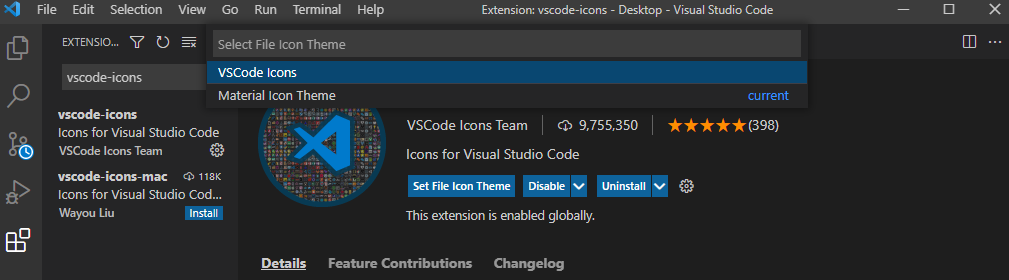 File Edit Selection View Go Run Terminal Help Extension: vscode-icons - Desktop - Visual Studio Code
EXTENSIO...
Select File Icon Theme
vscode-icons
VSCode Icons
Material Icon Theme current
vscode-icons
Icons for Visual Studio Code
VSCode Icons Team
vscode-icons-mac 118K
Icons for Visual Studio Cod...
Wayou Liu Install
VSCode Icons Team 9,755,350 (398)
Icons for Visual Studio Code
Set File Icon Theme Disable Uninstall
This extension is enabled globally.
Details Feature Contributions Changelog